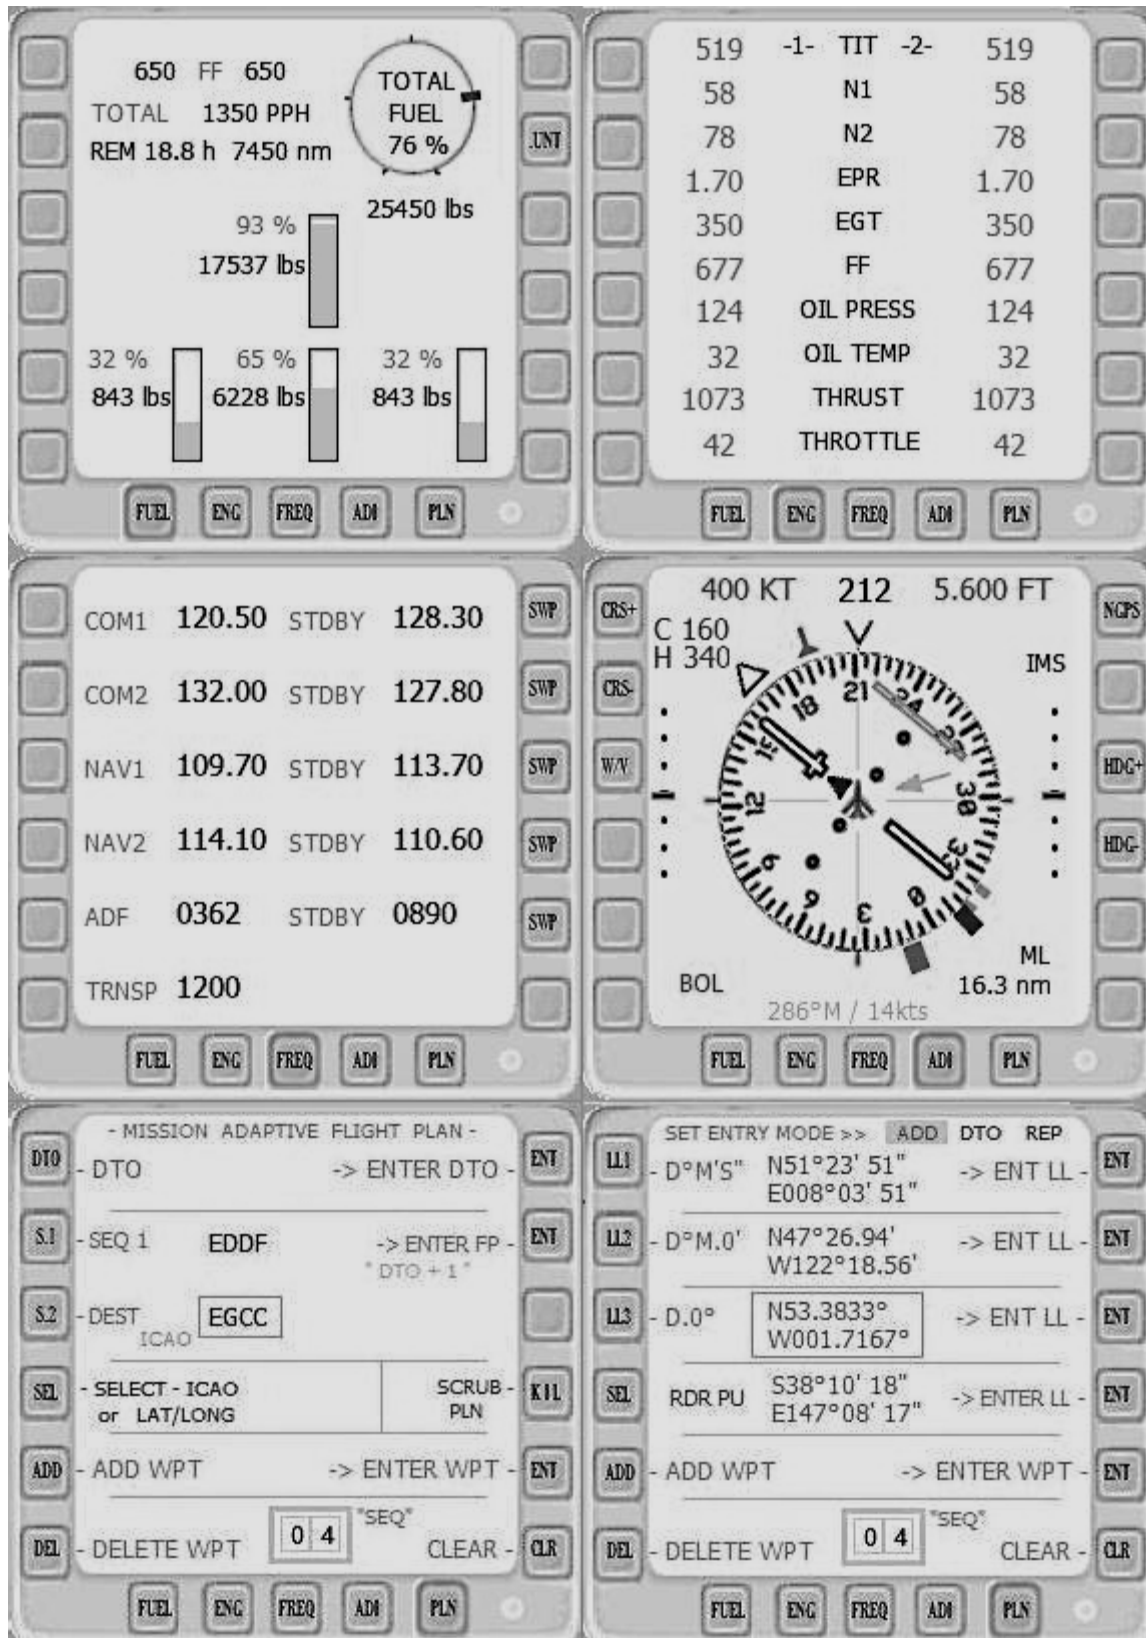 650 FF 650
TOTAL 1350 PPH
REM 18.8 h 7450 nm
TOTAL
FUEL
76 %
25450 lbs
.UNT
93 %
17537 lbs
32 % 65 % 32 %
843 lbs 6228 lbs 843 lbs
FUEL ENG FREQ ADI PLN
519 -1- TIT -2- 519
58 N1 58
78 N2 78
1.70 EPR 1.70
350 EGT 350
677 FF 677
124 OIL PRESS 124
32 OIL TEMP 32
1073 THRUST 1073
42 THROTTLE 42
FUEL ENG FREQ ADI PLN
COM1 120.50 STDBY 128.30 SWP
COM2 132.00 STDBY 127.80 SWP
NAV1 109.70 STDBY 113.70 SWP
NAV2 114.10 STDBY 110.60 SWP
ADF 0362 STDBY 0890 SWP
TRNSP 1200
FUEL ENG FREQ ADI PLN
400 KT 212 5.600 FT
CRS+ C 160 NGPS
H 340 IMS
CRS-
W/V HDG+
HDG-
21 24 27 30 33 0 3 6 9 12 15 18
ML
BOL 16.3 nm
286°M / 14kts
FUEL ENG FREQ ADI PLN
- MISSION ADAPTIVE FLIGHT PLAN -
DTO - DTO -> ENTER DTO - ENT
S.1 - SEQ 1 EDDF -> ENTER FP - ENT
" DTO + 1 "
S.2 - DEST EGCC
ICAO
SEL - SELECT - ICAO SCRUB - KIL
or LAT/LONG PLN
ADD - ADD WPT -> ENTER WPT - ENT
0 4 "SEQ"
DEL - DELETE WPT CLEAR - CLR
FUEL ENG FREQ ADI PLN
SET ENTRY MODE >> ADD DTO REP
LL1 - D°M'S" N51°23' 51" -> ENT LL - ENT
E008°03' 51"
LL2 - D°M.0' N47°26.94' -> ENT LL - ENT
W122°18.56'
LL3 - D.0° N53.3833° -> ENT LL - ENT
W001.7167°
SEL RDR PU S38°10' 18" -> ENTER LL - ENT
E147°08' 17"
ADD - ADD WPT -> ENTER WPT - ENT
0 4 "SEQ"
DEL - DELETE WPT CLEAR - CLR
FUEL ENG FREQ ADI PLN